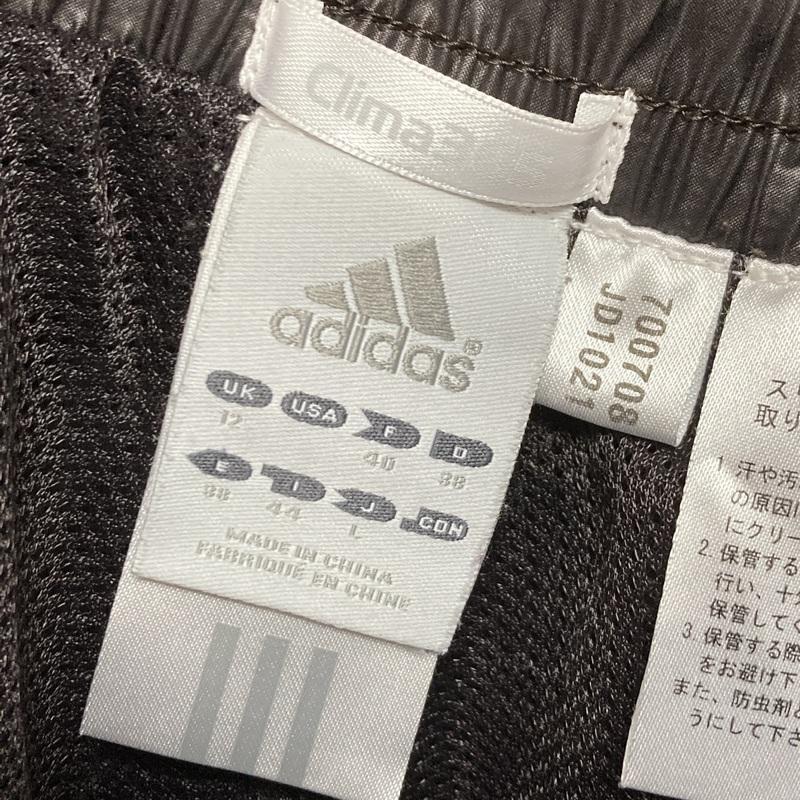 Clima3
adidas®
UK USA F D
12 40 38
E I J CDN
38 44 L
MADE IN CHINA
FABRIQUÉ EN CHINE
700708
JD1021
取り
1. 汗や汚
の原因
にクリー
2. 保管する
行い、十
保管してく
3. 保管する際
をお避け下
また、防虫剤
うにして下さ